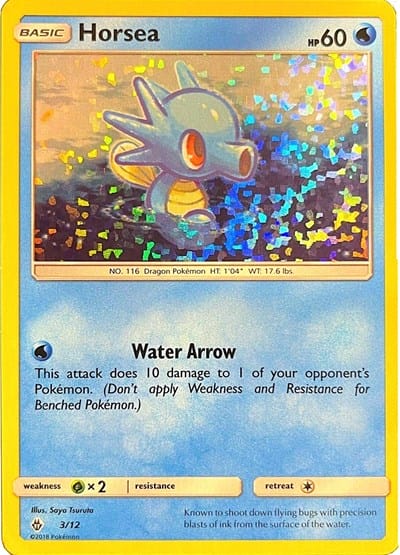 BASIC Horsea HP 60
NO. 116 Dragon Pokémon HT: 1'04" WT: 17.6 lbs.
Water Arrow
This attack does 10 damage to 1 of your opponent's
Pokémon. (Don't apply Weakness and Resistance for
Benched Pokémon.)
weakness ×2 resistance retreat
Illus. Saya Tsuruta
3/12
©2018 Pokémon
Known to shoot down flying bugs with precision
blasts of ink from the surface of the water.